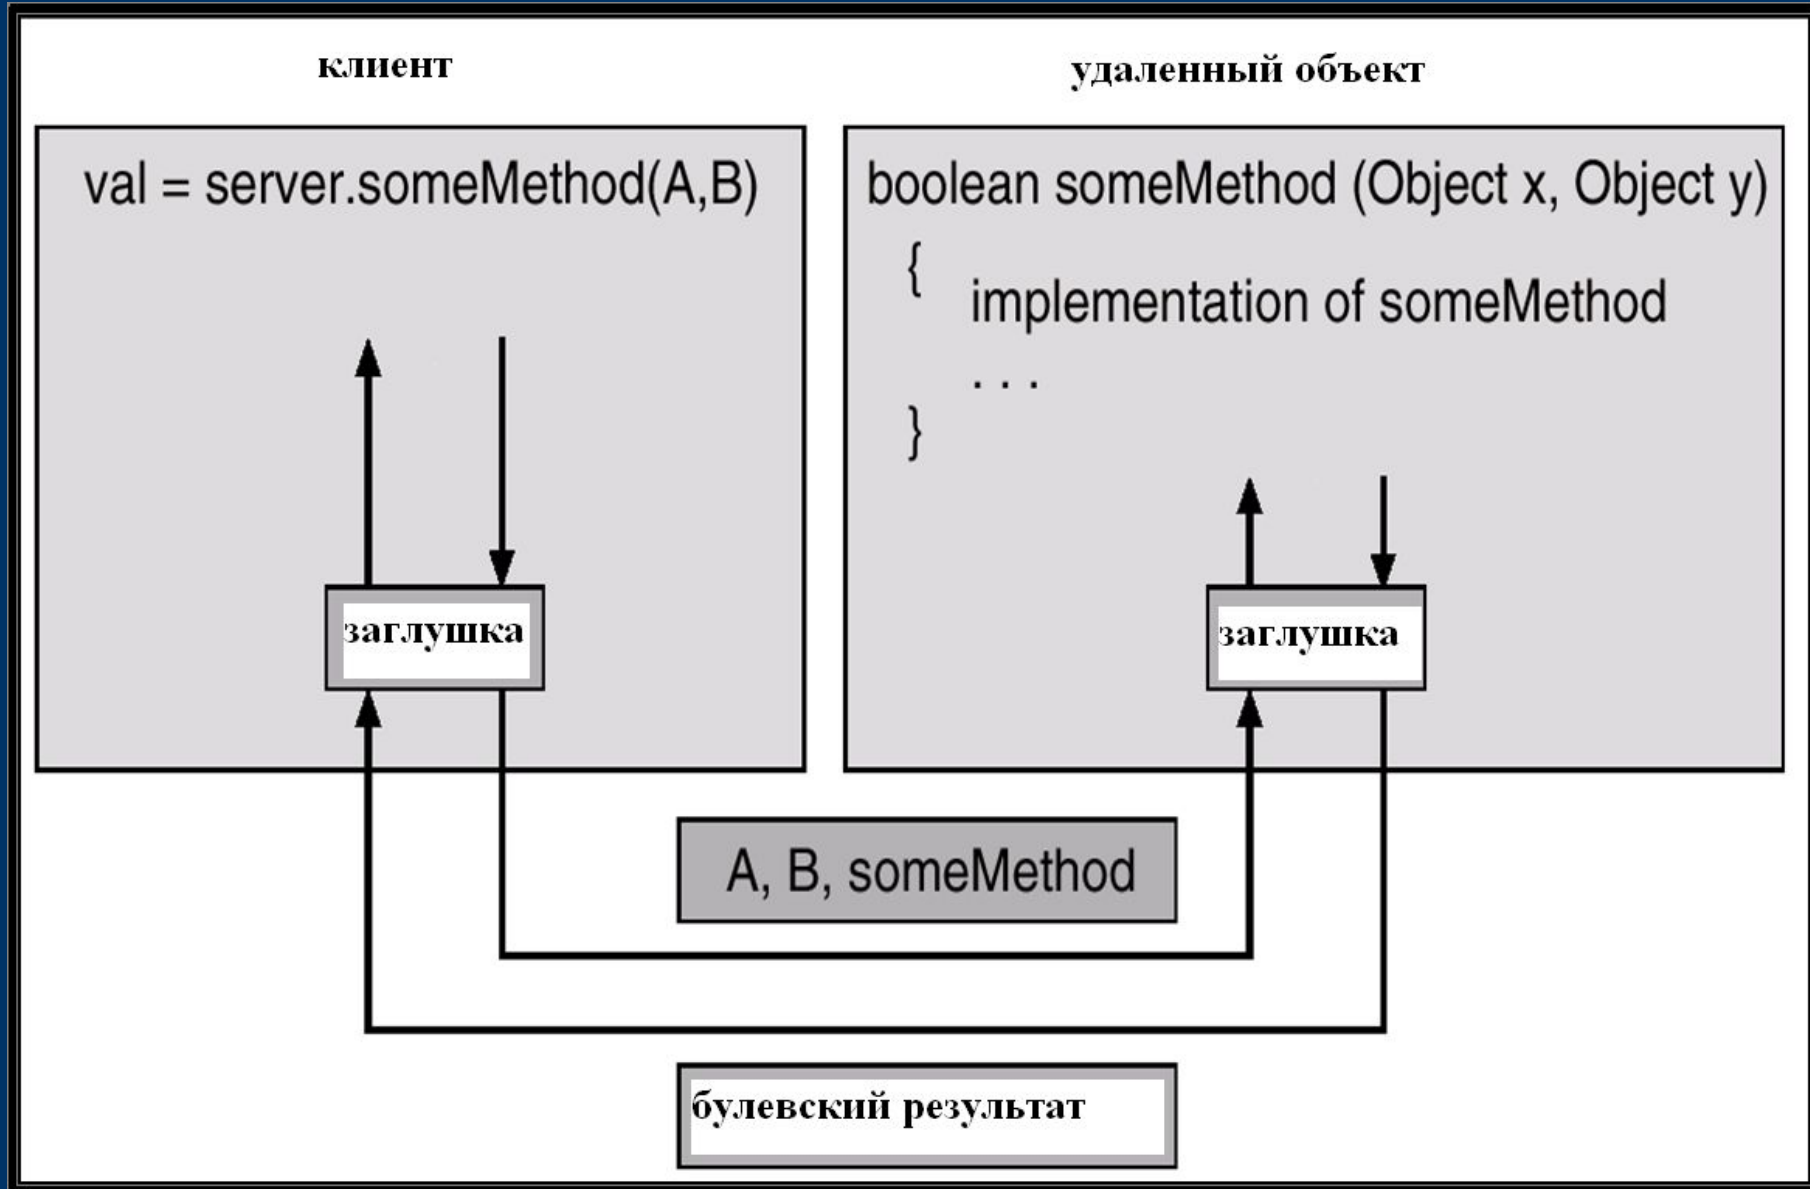 клиент
удаленный объект
val = server.someMethod(A,B)
boolean someMethod (Object x, Object y)
{
implementation of someMethod
. . .
}
заглушка
заглушка
A, B, someMethod
булевский результат